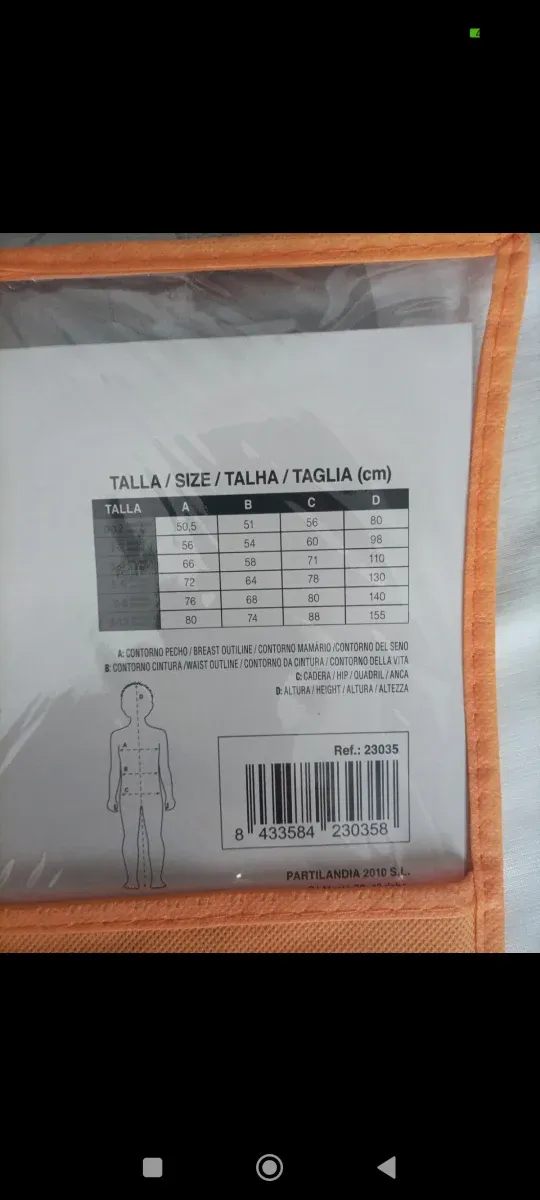 TALLA / SIZE / TALHA / TAGLIA (cm)
TALLA A B C D
50,5 51 56 80
56 54 60 98
66 58 71 110
72 64 78 130
76 68 80 140
80 74 88 155
A: CONTORNO PECHO / BREAST OUTILINE / CONTORNO MAMÁRIO /CONTORNO DEL SENO
B: CONTORNO CINTURA /WAIST OUTLINE / CONTORNO DA CINTURA / CONTORNO DELLA VITA
C: CADERA / HIP / QUADRIL / ANCA
D: ALTURA / HEIGHT / ALTURA / ALTEZZA
D
A
B
C
Ref.: 23035
8 433584 230358
PARTILANDIA 2010 S.L.